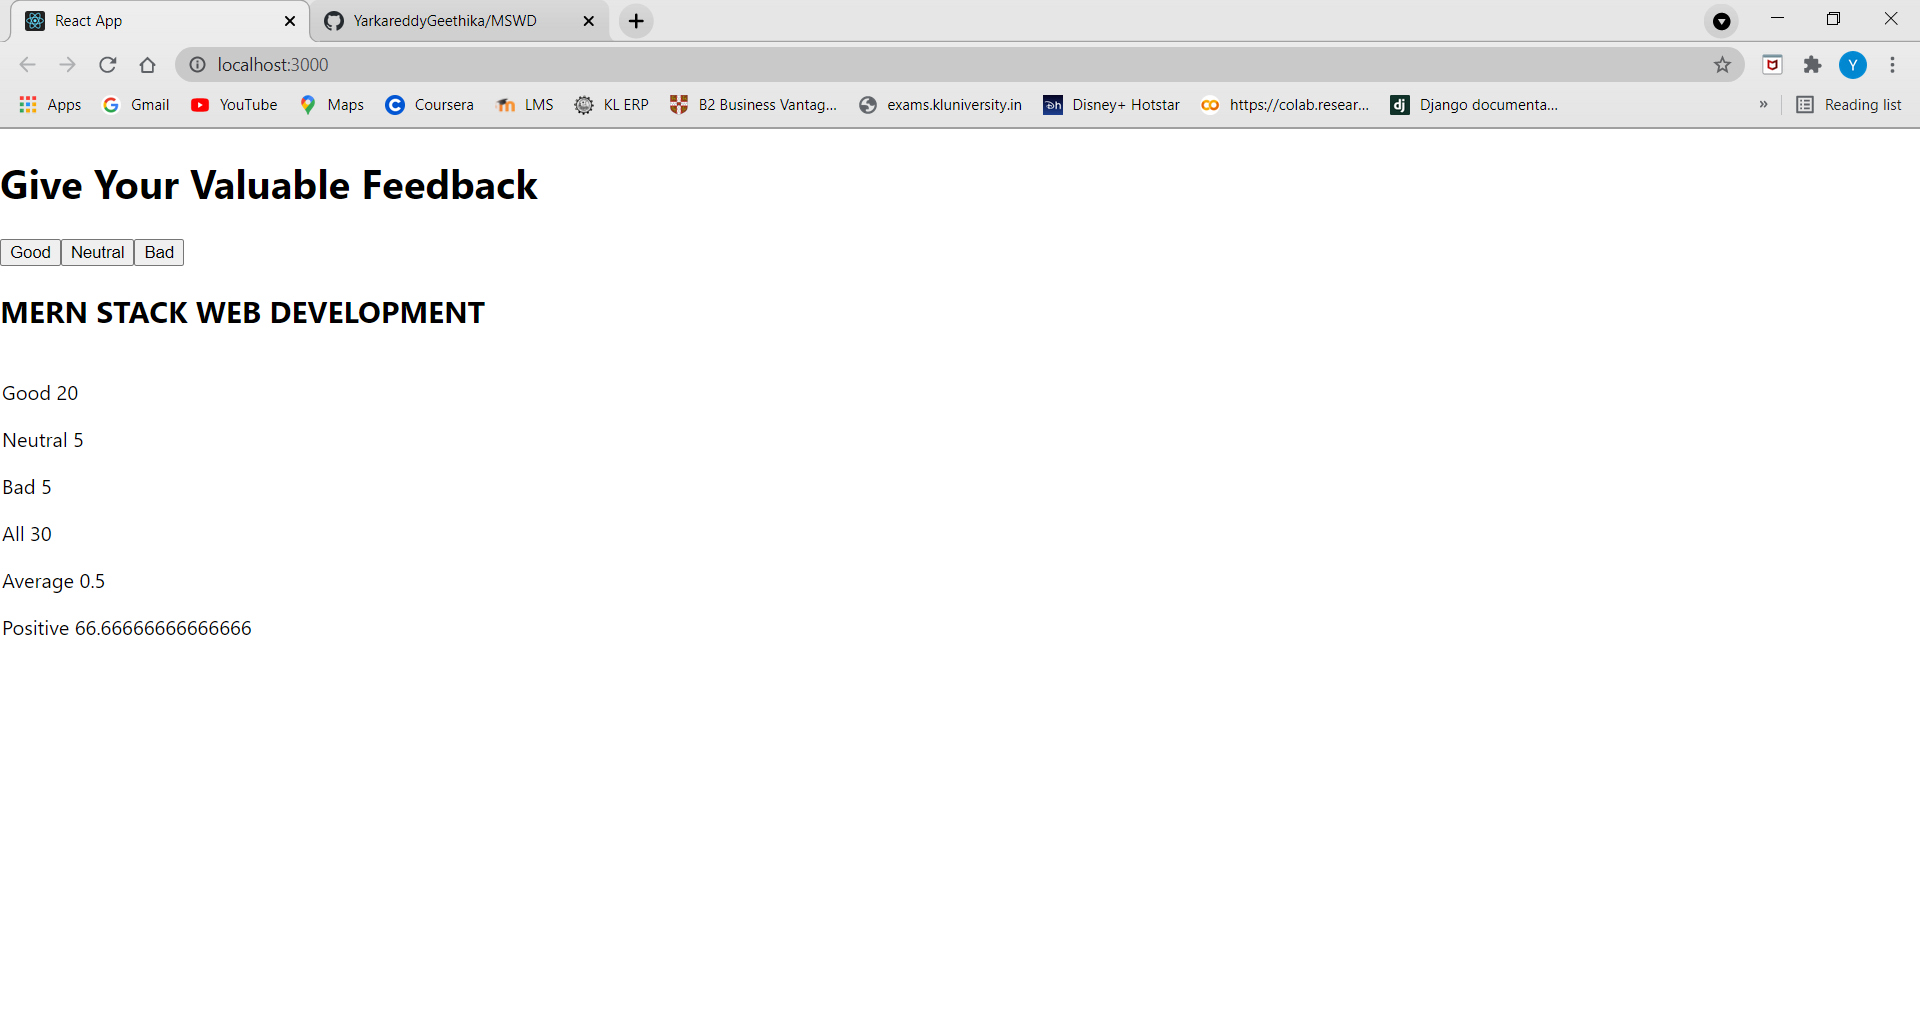 React App
YarkareddyGeethika/MSWD
localhost:3000
Y
Apps Gmail YouTube Maps Coursera LMS KL ERP B2 Business Vantag... exams.kluniversity.in Disney+ Hotstar https://colab.resear... Django documenta... » Reading list
Give Your Valuable Feedback
Good Neutral Bad
MERN STACK WEB DEVELOPMENT
Good 20
Neutral 5
Bad 5
All 30
Average 0.5
Positive 66.66666666666666